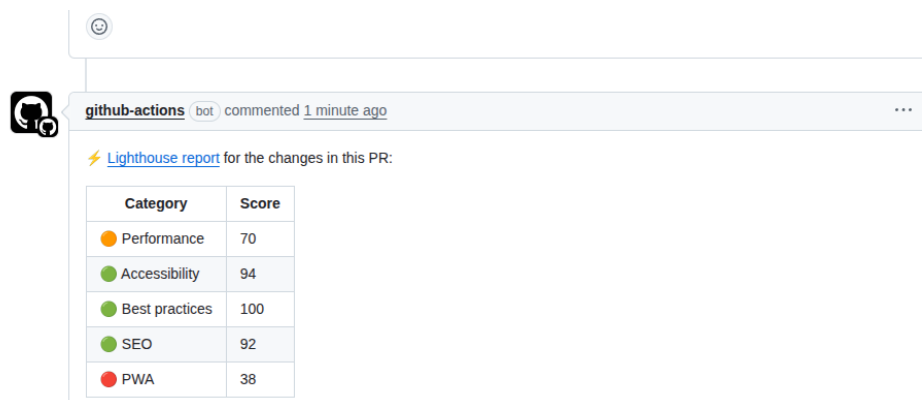 github-actions bot commented 1 minute ago
⚡ Lighthouse report for the changes in this PR:
Category Score
🟠 Performance 70
🟢 Accessibility 94
🟢 Best practices 100
🟢 SEO 92
🔴 PWA 38